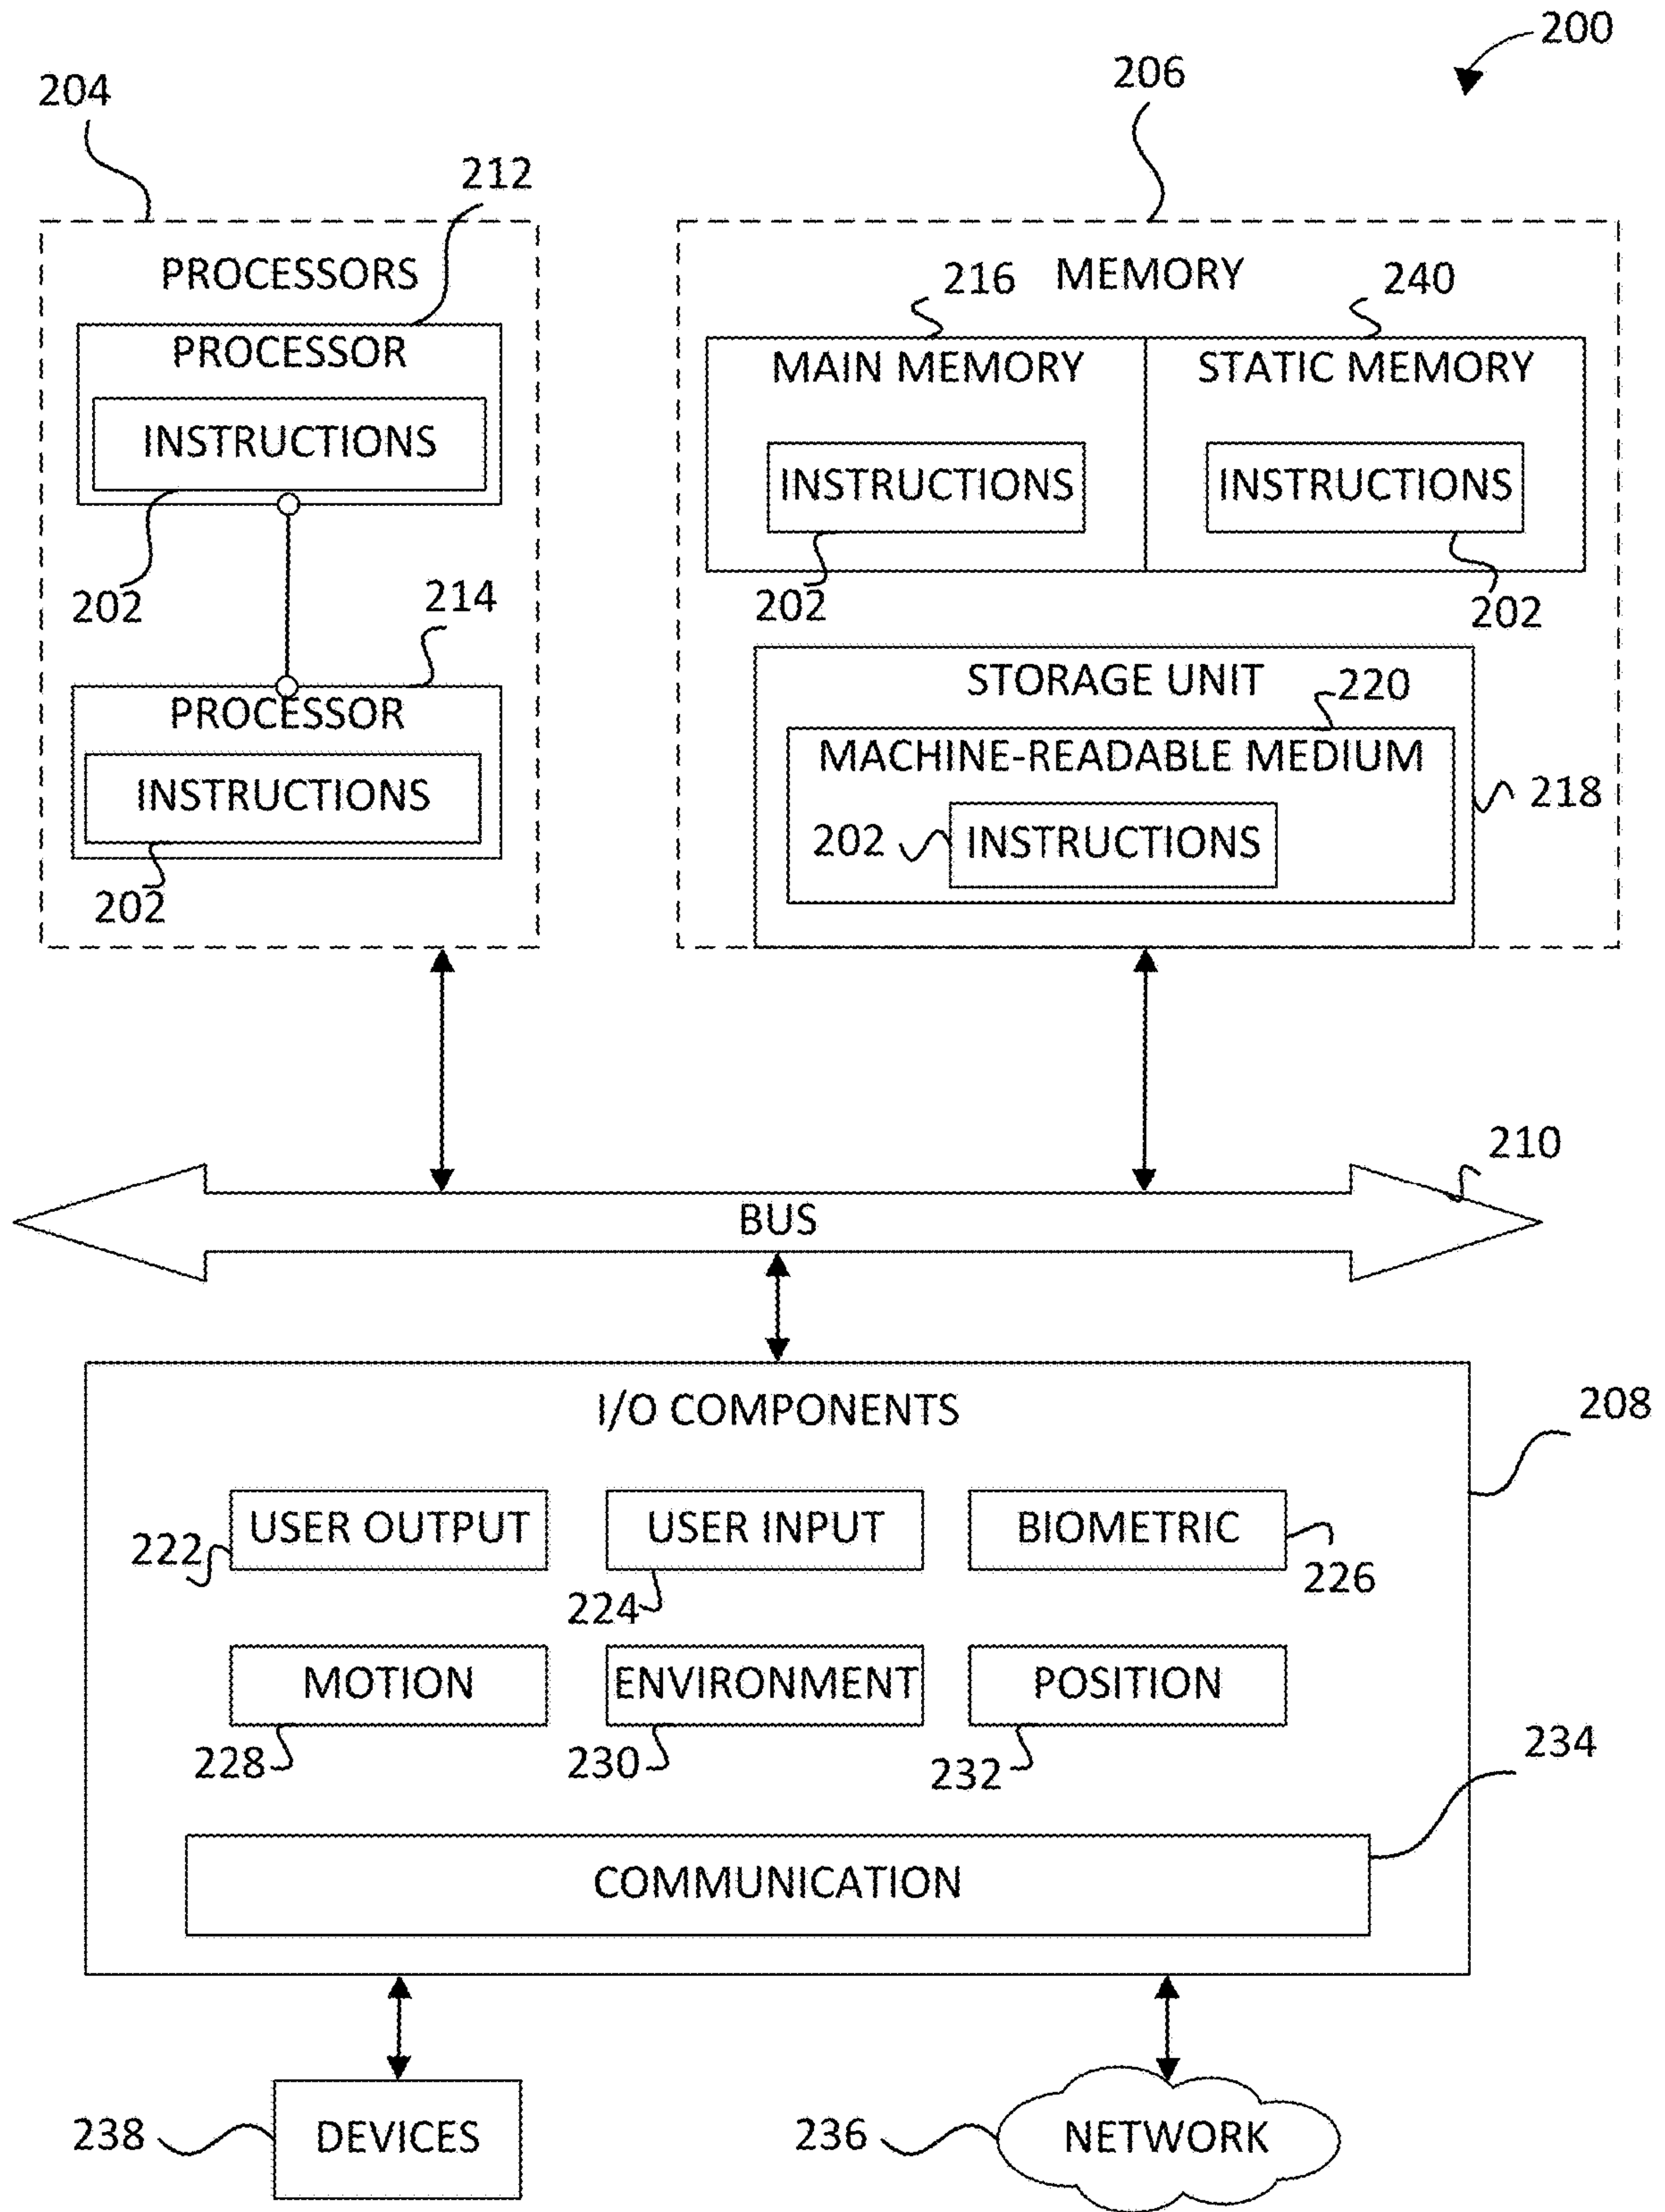 200
204
206
212
PROCESSORS
PROCESSOR
INSTRUCTIONS
202
214
PROCESSOR
INSTRUCTIONS
202
216 MEMORY 240
MAIN MEMORY STATIC MEMORY
INSTRUCTIONS INSTRUCTIONS
202 202
STORAGE UNIT
220
MACHINE-READABLE MEDIUM
218
202 INSTRUCTIONS
210
BUS
I/O COMPONENTS
208
USER OUTPUT USER INPUT BIOMETRIC
222 224 226
MOTION ENVIRONMENT POSITION
228 230 232
234
COMMUNICATION
238 DEVICES
236 NETWORK